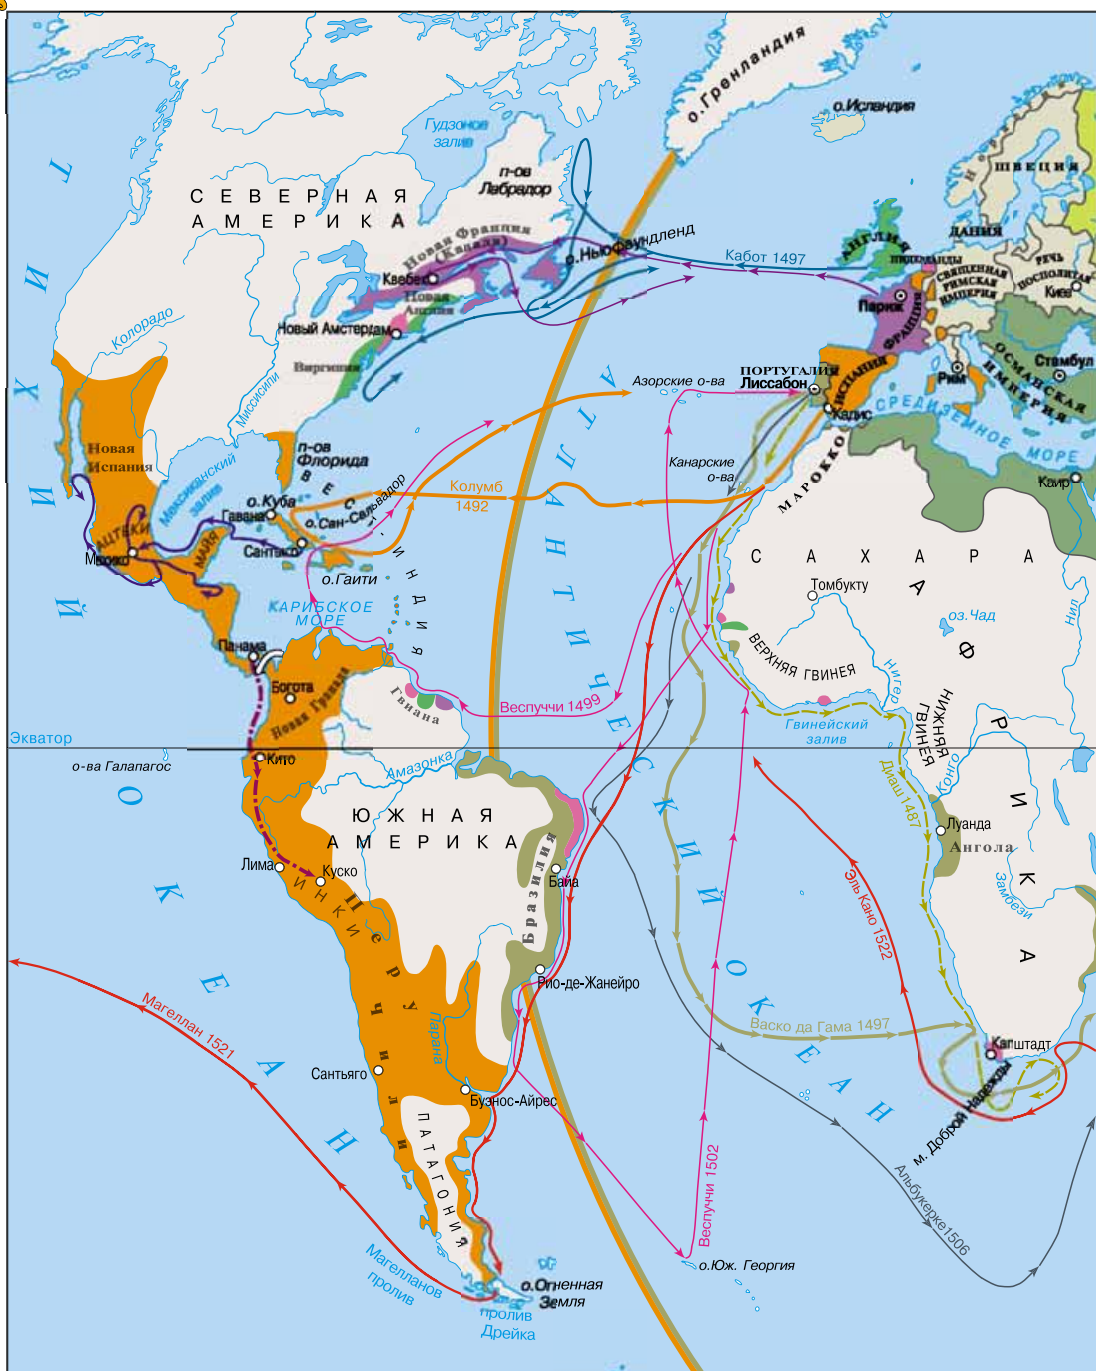 о.Гренландия
о.Исландия
Гудзонов
залив
п-ов
Лабрадор
СЕВЕРНАЯ
АМЕРИКА
ШВЕЦИЯ
ДАНИЯ
АНГЛИЯ
НИДЕРЛАНДЫ
СВЯЩЕННАЯ
РИМСКАЯ
ИМПЕРИЯ
РЕЧЬ
ПОСПОЛИТАЯ
Киев
Новая Франция
(Канада)
о.Ньюфаундленд
Кабот 1497
Квебек
Новая
Англия
Париж
ФРАНЦИЯ
Новый Амстердам
Колорадо
Виргиния
Миссисипи
ПОРТУГАЛИЯ
Лиссабон
ИСПАНИЯ
Кадис
Рим
Стамбул
ОСМАНСКАЯ
ИМПЕРИЯ
СРЕДИЗЕМНОЕ
МОРЕ
Азорские о-ва
Канарские
о-ва
МАРОККО
Каир
Новая
Испания
Мексиканский
залив
п-ов
Флорида
ВЕСТ-ИНДИЯ
Колумб
1492
о.Куба
Гавана
о.Сан-Сальвадор
Сантьяго
АЦТЕКИ
МАЙЯ
Мехико
о.Гаити
КАРИБСКОЕ
МОРЕ
САХАРА
Томбукту
оз.Чад
Нил
АФРИКА
ВЕРХНЯЯ ГВИНЕЯ
Нигер
НИЖНЯЯ
ГВИНЕЯ
Гвинейский
залив
Панама
Богота
Новая Гранада
Гвиана
Веспуччи 1499
Экватор
о-ва Галапагос
Кито
Амазонка
ЮЖНАЯ
АМЕРИКА
Диаш 1487
Конго
Луанда
Ангола
Замбези
Лима
Куско
ИНКИ
Перу
Байа
Бразилия
Эль Кано 1522
Рио-де-Жанейро
Магеллан 1521
Васко да Гама 1497
Парана
Чили
Сантьяго
Буэнос-Айрес
ПАТАГОНИЯ
Капштадт
м. Доброй Надежды
Веспуччи 1502
Альбукерке1506
о.Юж. Георгия
Магелланов
пролив
о.Огненная
Земля
пролив
Дрейка
ТИХИЙ ОКЕАН
АТЛАНТИЧЕСКИЙ ОКЕАН